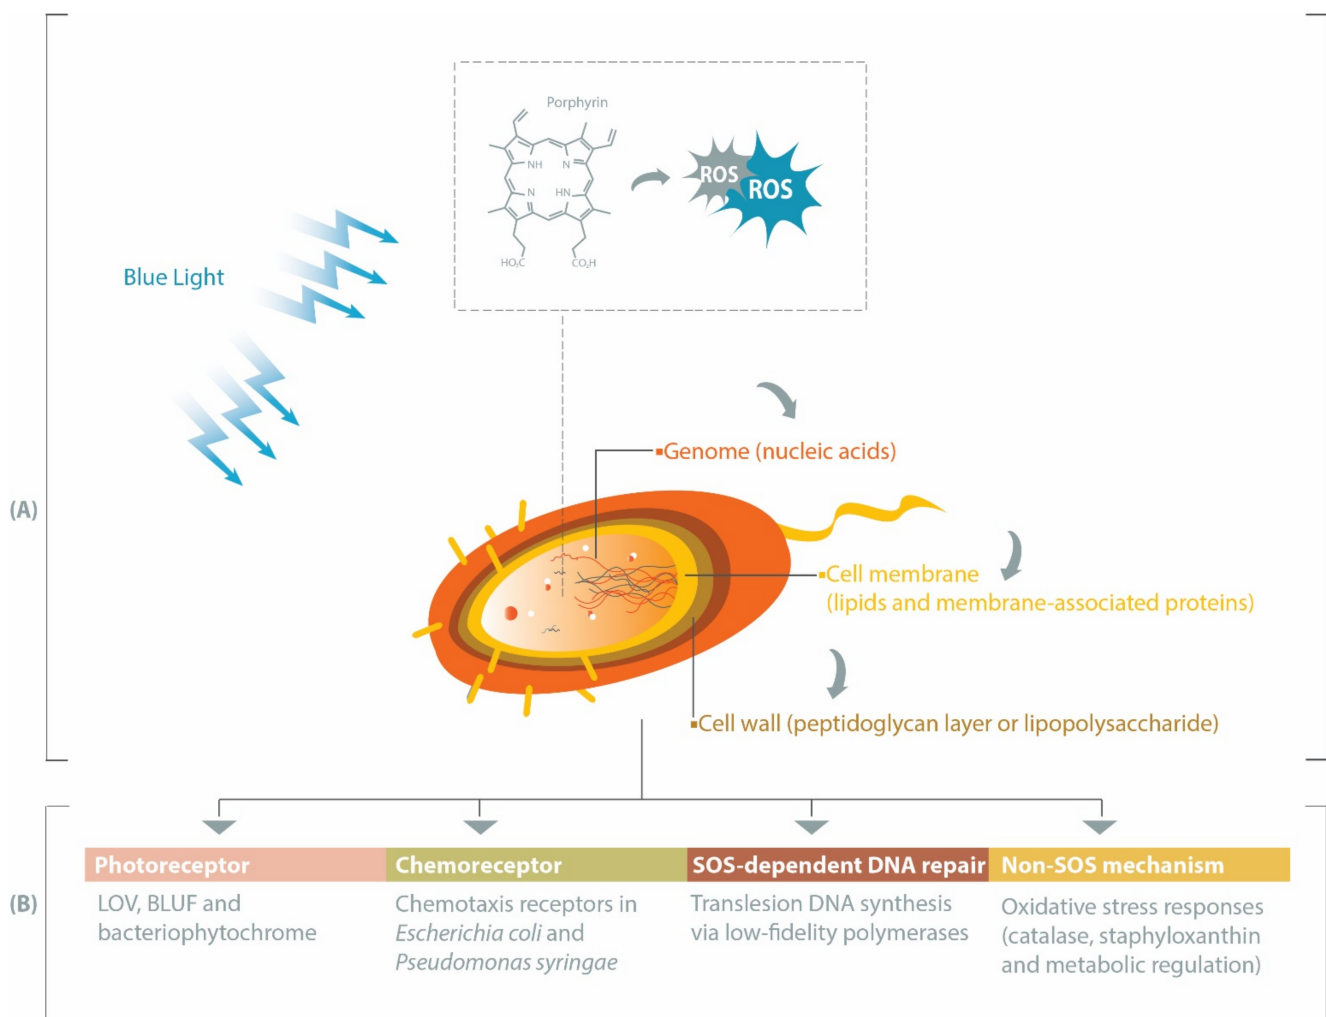 Porphyrin
NH
N
N
HN
HO₂C
CO₂H
ROS
ROS
Blue Light
Genome (nucleic acids)
(A)
Cell membrane
(lipids and membrane-associated proteins)
Cell wall (peptidoglycan layer or lipopolysaccharide)
(B)
Photoreceptor
LOV, BLUF and
bacteriophytochrome
Chemoreceptor
Chemotaxis receptors in
Escherichia coli and
Pseudomonas syringae
SOS-dependent DNA repair
Translesion DNA synthesis
via low-fidelity polymerases
Non-SOS mechanism
Oxidative stress responses
(catalase, staphyloxanthin
and metabolic regulation)